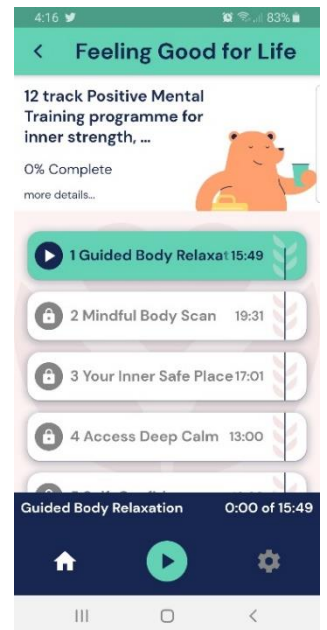 4:16 83%
Feeling Good for Life
12 track Positive Mental
Training programme for
inner strength, ...
0% Complete
more details...
1 Guided Body Relaxat 15:49
2 Mindful Body Scan 19:31
3 Your Inner Safe Place 17:01
4 Access Deep Calm 13:00
Guided Body Relaxation 0:00 of 15:49